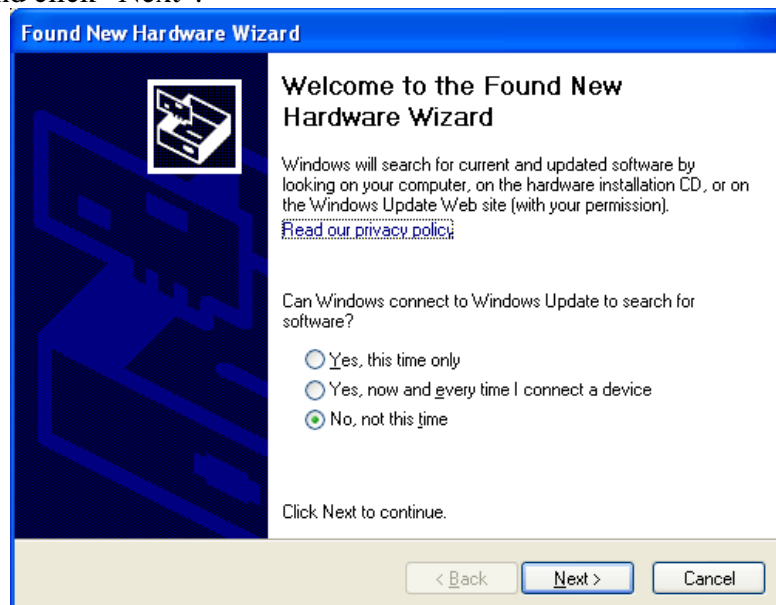 nd click "Next".
Found New Hardware Wizard
Welcome to the Found New
Hardware Wizard
Windows will search for current and updated software by
looking on your computer, on the hardware installation CD, or on
the Windows Update Web site (with your permission).
Read our privacy policy
Can Windows connect to Windows Update to search for
software?
Yes, this time only
Yes, now and every time I connect a device
No, not this time
Click Next to continue.
< Back Next > Cancel